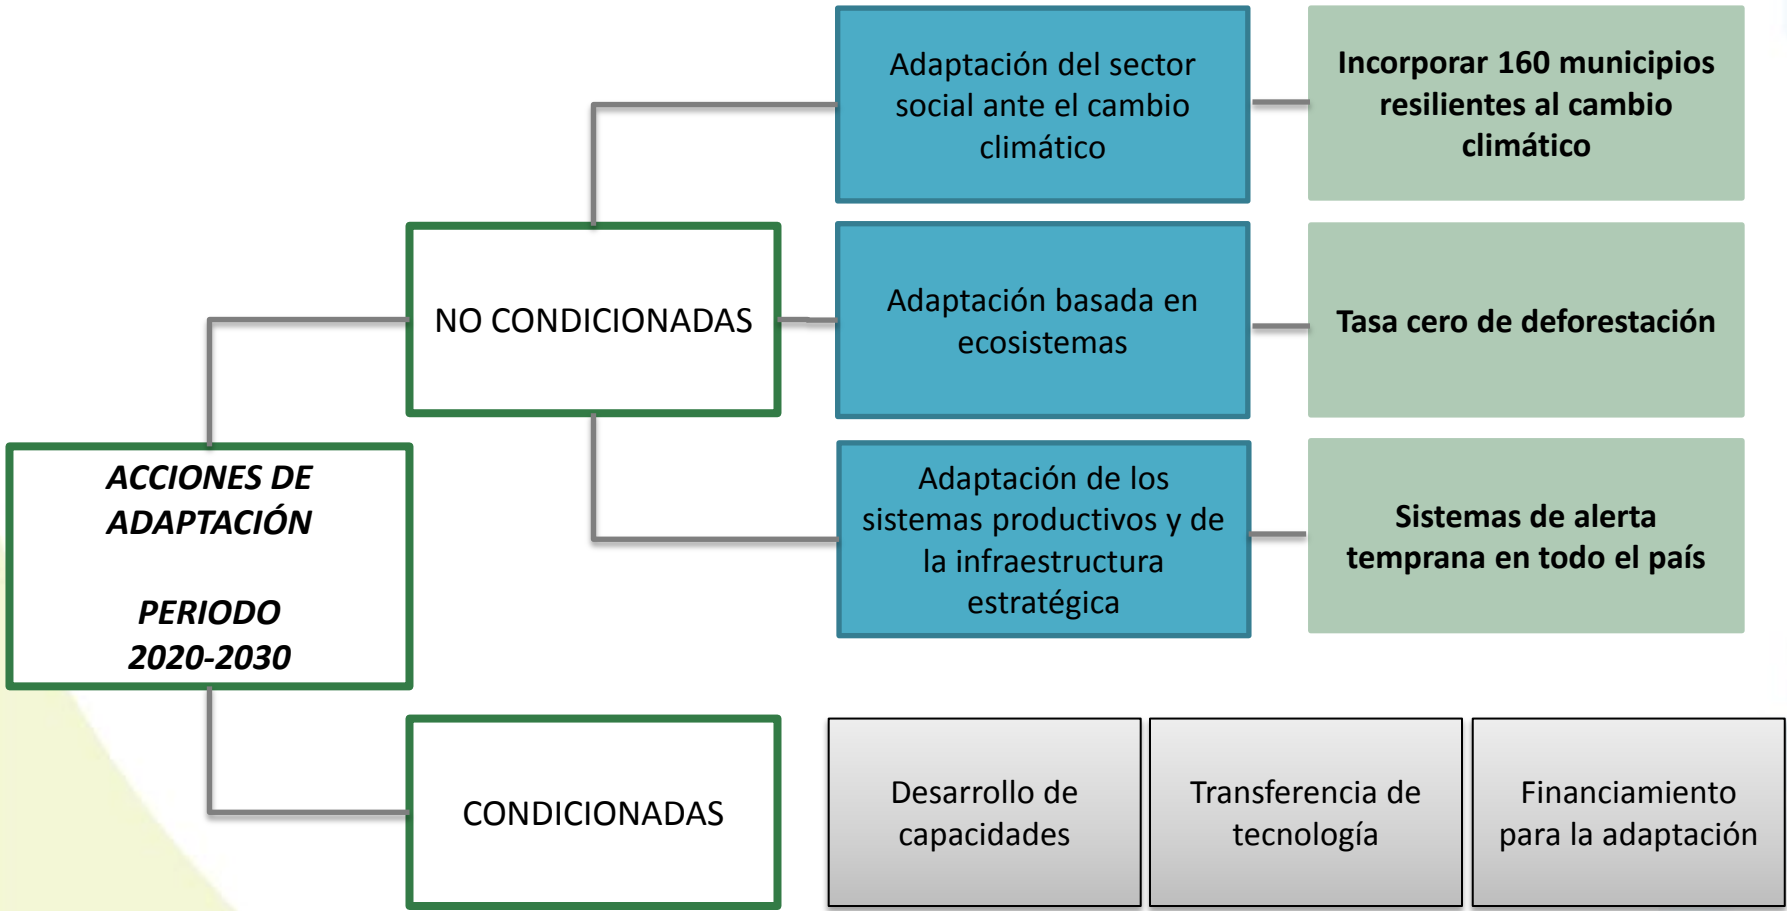 Adaptación del sector
social ante el cambio
climático
Incorporar 160 municipios
resilientes al cambio
climático
NO CONDICIONADAS
Adaptación basada en
ecosistemas
Tasa cero de deforestación
ACCIONES DE
ADAPTACIÓN
PERIODO
2020-2030
Adaptación de los
sistemas productivos y de
la infraestructura
estratégica
Sistemas de alerta
temprana en todo el país
CONDICIONADAS
Desarrollo de
capacidades
Transferencia de
tecnología
Financiamiento
para la adaptación